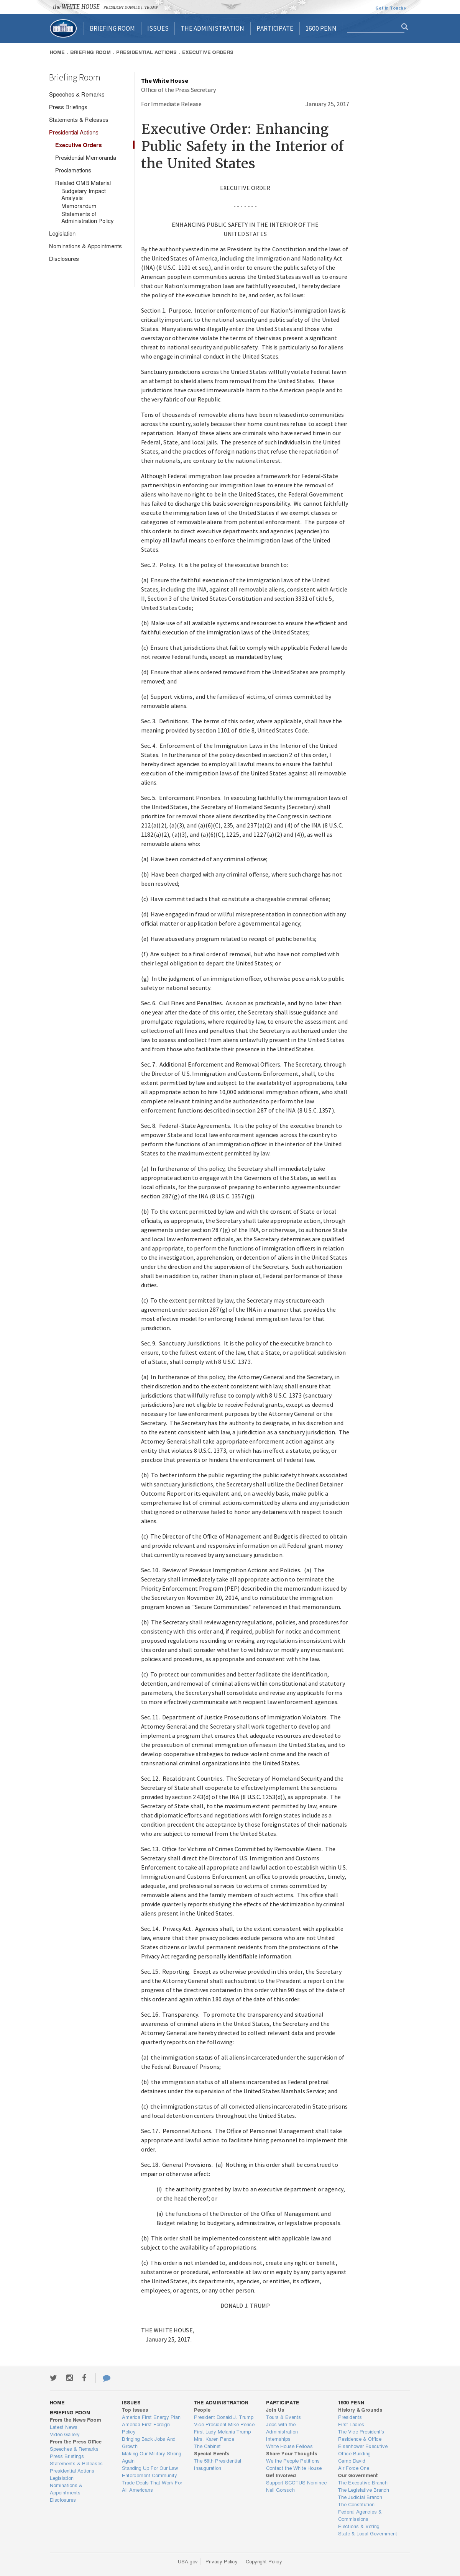 the WHITE HOUSE PRESIDENT DONALD J. TRUMP
Get in Touch
BRIEFING ROOM
ISSUES
THE ADMINISTRATION
PARTICIPATE
1600 PENN
HOME · BRIEFING ROOM · PRESIDENTIAL ACTIONS · EXECUTIVE ORDERS
Briefing Room
Speeches & Remarks
Press Briefings
Statements & Releases
Presidential Actions
Executive Orders
Presidential Memoranda
Proclamations
Related OMB Material
Budgetary Impact
Analysis
Memorandum
Statements of
Administration Policy
Legislation
Nominations & Appointments
Disclosures
The White House
Office of the Press Secretary
For Immediate Release
January 25, 2017
Executive Order: Enhancing
Public Safety in the Interior of
the United States
EXECUTIVE ORDER
- - - - - - -
ENHANCING PUBLIC SAFETY IN THE INTERIOR OF THE
UNITED STATES
By the authority vested in me as President by the Constitution and the laws of
the United States of America, including the Immigration and Nationality Act
(INA) (8 U.S.C. 1101 et seq.), and in order to ensure the public safety of the
American people in communities across the United States as well as to ensure
that our Nation's immigration laws are faithfully executed, I hereby declare
the policy of the executive branch to be, and order, as follows:
Section 1. Purpose. Interior enforcement of our Nation's immigration laws is
critically important to the national security and public safety of the United
States. Many aliens who illegally enter the United States and those who
overstay or otherwise violate the terms of their visas present a significant
threat to national security and public safety. This is particularly so for aliens
who engage in criminal conduct in the United States.
Sanctuary jurisdictions across the United States willfully violate Federal law in
an attempt to shield aliens from removal from the United States. These
jurisdictions have caused immeasurable harm to the American people and to
the very fabric of our Republic.
Tens of thousands of removable aliens have been released into communities
across the country, solely because their home countries refuse to accept their
repatriation. Many of these aliens are criminals who have served time in our
Federal, State, and local jails. The presence of such individuals in the United
States, and the practices of foreign nations that refuse the repatriation of
their nationals, are contrary to the national interest.
Although Federal immigration law provides a framework for Federal-State
partnerships in enforcing our immigration laws to ensure the removal of
aliens who have no right to be in the United States, the Federal Government
has failed to discharge this basic sovereign responsibility. We cannot faithfully
execute the immigration laws of the United States if we exempt classes or
categories of removable aliens from potential enforcement. The purpose of
this order is to direct executive departments and agencies (agencies) to
employ all lawful means to enforce the immigration laws of the United
States.
Sec. 2. Policy. It is the policy of the executive branch to:
(a) Ensure the faithful execution of the immigration laws of the United
States, including the INA, against all removable aliens, consistent with Article
II, Section 3 of the United States Constitution and section 3331 of title 5,
United States Code;
(b) Make use of all available systems and resources to ensure the efficient and
faithful execution of the immigration laws of the United States;
(c) Ensure that jurisdictions that fail to comply with applicable Federal law do
not receive Federal funds, except as mandated by law;
(d) Ensure that aliens ordered removed from the United States are promptly
removed; and
(e) Support victims, and the families of victims, of crimes committed by
removable aliens.
Sec. 3. Definitions. The terms of this order, where applicable, shall have the
meaning provided by section 1101 of title 8, United States Code.
Sec. 4. Enforcement of the Immigration Laws in the Interior of the United
States. In furtherance of the policy described in section 2 of this order, I
hereby direct agencies to employ all lawful means to ensure the faithful
execution of the immigration laws of the United States against all removable
aliens.
Sec. 5. Enforcement Priorities. In executing faithfully the immigration laws of
the United States, the Secretary of Homeland Security (Secretary) shall
prioritize for removal those aliens described by the Congress in sections
212(a)(2), (a)(3), and (a)(6)(C), 235, and 237(a)(2) and (4) of the INA (8 U.S.C.
1182(a)(2), (a)(3), and (a)(6)(C), 1225, and 1227(a)(2) and (4)), as well as
removable aliens who:
(a) Have been convicted of any criminal offense;
(b) Have been charged with any criminal offense, where such charge has not
been resolved;
(c) Have committed acts that constitute a chargeable criminal offense;
(d) Have engaged in fraud or willful misrepresentation in connection with any
official matter or application before a governmental agency;
(e) Have abused any program related to receipt of public benefits;
(f) Are subject to a final order of removal, but who have not complied with
their legal obligation to depart the United States; or
(g) In the judgment of an immigration officer, otherwise pose a risk to public
safety or national security.
Sec. 6. Civil Fines and Penalties. As soon as practicable, and by no later than
one year after the date of this order, the Secretary shall issue guidance and
promulgate regulations, where required by law, to ensure the assessment and
collection of all fines and penalties that the Secretary is authorized under the
law to assess and collect from aliens unlawfully present in the United States
and from those who facilitate their presence in the United States.
Sec. 7. Additional Enforcement and Removal Officers. The Secretary, through
the Director of U.S. Immigration and Customs Enforcement, shall, to the
extent permitted by law and subject to the availability of appropriations, take
all appropriate action to hire 10,000 additional immigration officers, who shall
complete relevant training and be authorized to perform the law
enforcement functions described in section 287 of the INA (8 U.S.C. 1357).
Sec. 8. Federal-State Agreements. It is the policy of the executive branch to
empower State and local law enforcement agencies across the country to
perform the functions of an immigration officer in the interior of the United
States to the maximum extent permitted by law.
(a) In furtherance of this policy, the Secretary shall immediately take
appropriate action to engage with the Governors of the States, as well as
local officials, for the purpose of preparing to enter into agreements under
section 287(g) of the INA (8 U.S.C. 1357(g)).
(b) To the extent permitted by law and with the consent of State or local
officials, as appropriate, the Secretary shall take appropriate action, through
agreements under section 287(g) of the INA, or otherwise, to authorize State
and local law enforcement officials, as the Secretary determines are qualified
and appropriate, to perform the functions of immigration officers in relation
to the investigation, apprehension, or detention of aliens in the United States
under the direction and the supervision of the Secretary. Such authorization
shall be in addition to, rather than in place of, Federal performance of these
duties.
(c) To the extent permitted by law, the Secretary may structure each
agreement under section 287(g) of the INA in a manner that provides the
most effective model for enforcing Federal immigration laws for that
jurisdiction.
Sec. 9. Sanctuary Jurisdictions. It is the policy of the executive branch to
ensure, to the fullest extent of the law, that a State, or a political subdivision
of a State, shall comply with 8 U.S.C. 1373.
(a) In furtherance of this policy, the Attorney General and the Secretary, in
their discretion and to the extent consistent with law, shall ensure that
jurisdictions that willfully refuse to comply with 8 U.S.C. 1373 (sanctuary
jurisdictions) are not eligible to receive Federal grants, except as deemed
necessary for law enforcement purposes by the Attorney General or the
Secretary. The Secretary has the authority to designate, in his discretion and
to the extent consistent with law, a jurisdiction as a sanctuary jurisdiction. The
Attorney General shall take appropriate enforcement action against any
entity that violates 8 U.S.C. 1373, or which has in effect a statute, policy, or
practice that prevents or hinders the enforcement of Federal law.
(b) To better inform the public regarding the public safety threats associated
with sanctuary jurisdictions, the Secretary shall utilize the Declined Detainer
Outcome Report or its equivalent and, on a weekly basis, make public a
comprehensive list of criminal actions committed by aliens and any jurisdiction
that ignored or otherwise failed to honor any detainers with respect to such
aliens.
(c) The Director of the Office of Management and Budget is directed to obtain
and provide relevant and responsive information on all Federal grant money
that currently is received by any sanctuary jurisdiction.
Sec. 10. Review of Previous Immigration Actions and Policies. (a) The
Secretary shall immediately take all appropriate action to terminate the
Priority Enforcement Program (PEP) described in the memorandum issued by
the Secretary on November 20, 2014, and to reinstitute the immigration
program known as "Secure Communities" referenced in that memorandum.
(b) The Secretary shall review agency regulations, policies, and procedures for
consistency with this order and, if required, publish for notice and comment
proposed regulations rescinding or revising any regulations inconsistent with
this order and shall consider whether to withdraw or modify any inconsistent
policies and procedures, as appropriate and consistent with the law.
(c) To protect our communities and better facilitate the identification,
detention, and removal of criminal aliens within constitutional and statutory
parameters, the Secretary shall consolidate and revise any applicable forms
to more effectively communicate with recipient law enforcement agencies.
Sec. 11. Department of Justice Prosecutions of Immigration Violators. The
Attorney General and the Secretary shall work together to develop and
implement a program that ensures that adequate resources are devoted to
the prosecution of criminal immigration offenses in the United States, and to
develop cooperative strategies to reduce violent crime and the reach of
transnational criminal organizations into the United States.
Sec. 12. Recalcitrant Countries. The Secretary of Homeland Security and the
Secretary of State shall cooperate to effectively implement the sanctions
provided by section 243(d) of the INA (8 U.S.C. 1253(d)), as appropriate. The
Secretary of State shall, to the maximum extent permitted by law, ensure
that diplomatic efforts and negotiations with foreign states include as a
condition precedent the acceptance by those foreign states of their nationals
who are subject to removal from the United States.
Sec. 13. Office for Victims of Crimes Committed by Removable Aliens. The
Secretary shall direct the Director of U.S. Immigration and Customs
Enforcement to take all appropriate and lawful action to establish within U.S.
Immigration and Customs Enforcement an office to provide proactive, timely,
adequate, and professional services to victims of crimes committed by
removable aliens and the family members of such victims. This office shall
provide quarterly reports studying the effects of the victimization by criminal
aliens present in the United States.
Sec. 14. Privacy Act. Agencies shall, to the extent consistent with applicable
law, ensure that their privacy policies exclude persons who are not United
States citizens or lawful permanent residents from the protections of the
Privacy Act regarding personally identifiable information.
Sec. 15. Reporting. Except as otherwise provided in this order, the Secretary
and the Attorney General shall each submit to the President a report on the
progress of the directives contained in this order within 90 days of the date of
this order and again within 180 days of the date of this order.
Sec. 16. Transparency. To promote the transparency and situational
awareness of criminal aliens in the United States, the Secretary and the
Attorney General are hereby directed to collect relevant data and provide
quarterly reports on the following:
(a) the immigration status of all aliens incarcerated under the supervision of
the Federal Bureau of Prisons;
(b) the immigration status of all aliens incarcerated as Federal pretrial
detainees under the supervision of the United States Marshals Service; and
(c) the immigration status of all convicted aliens incarcerated in State prisons
and local detention centers throughout the United States.
Sec. 17. Personnel Actions. The Office of Personnel Management shall take
appropriate and lawful action to facilitate hiring personnel to implement this
order.
Sec. 18. General Provisions. (a) Nothing in this order shall be construed to
impair or otherwise affect:
(i) the authority granted by law to an executive department or agency,
or the head thereof; or
(ii) the functions of the Director of the Office of Management and
Budget relating to budgetary, administrative, or legislative proposals.
(b) This order shall be implemented consistent with applicable law and
subject to the availability of appropriations.
(c) This order is not intended to, and does not, create any right or benefit,
substantive or procedural, enforceable at law or in equity by any party against
the United States, its departments, agencies, or entities, its officers,
employees, or agents, or any other person.
DONALD J. TRUMP
THE WHITE HOUSE,
January 25, 2017.
HOME
BRIEFING ROOM
From the News Room
Latest News
Video Gallery
From the Press Office
Speeches & Remarks
Press Briefings
Statements & Releases
Presidential Actions
Legislation
Nominations &
Appointments
Disclosures
ISSUES
Top Issues
America First Energy Plan
America First Foreign
Policy
Bringing Back Jobs And
Growth
Making Our Military Strong
Again
Standing Up For Our Law
Enforcement Community
Trade Deals That Work For
All Americans
THE ADMINISTRATION
People
President Donald J. Trump
Vice President Mike Pence
First Lady Melania Trump
Mrs. Karen Pence
The Cabinet
Special Events
The 58th Presidential
Inauguration
PARTICIPATE
Join Us
Tours & Events
Jobs with the
Administration
Internships
White House Fellows
Share Your Thoughts
We the People Petitions
Contact the White House
Get Involved
Support SCOTUS Nominee
Neil Gorsuch
1600 PENN
History & Grounds
Presidents
First Ladies
The Vice President's
Residence & Office
Eisenhower Executive
Office Building
Camp David
Air Force One
Our Government
The Executive Branch
The Legislative Branch
The Judicial Branch
The Constitution
Federal Agencies &
Commissions
Elections & Voting
State & Local Government
USA.gov
Privacy Policy
Copyright Policy